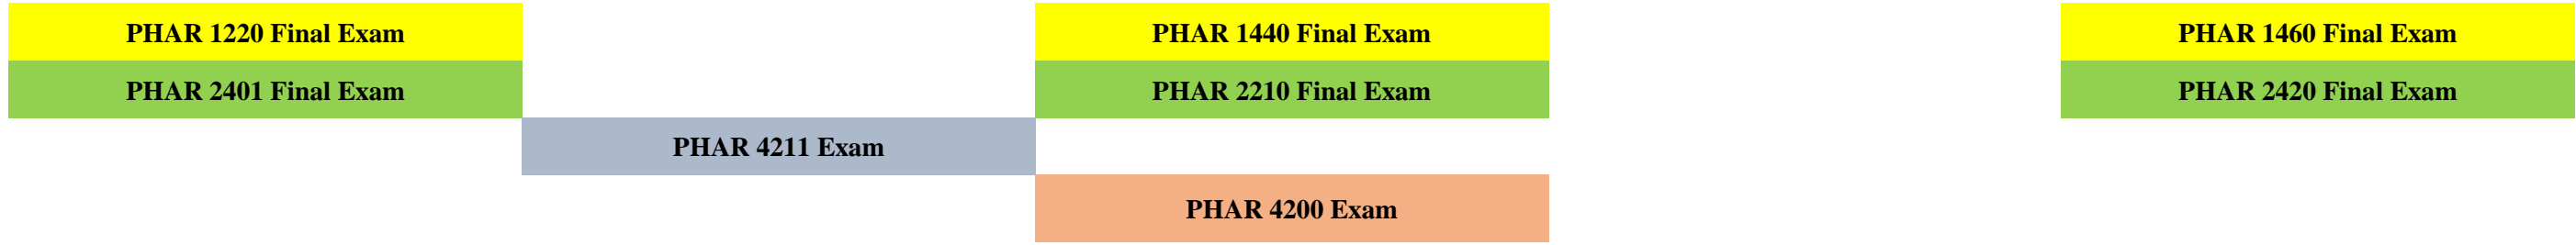 PHAR 1220 Final Exam
PHAR 1440 Final Exam
PHAR 1460 Final Exam
PHAR 2401 Final Exam
PHAR 2210 Final Exam
PHAR 2420 Final Exam
PHAR 4211 Exam
PHAR 4200 Exam